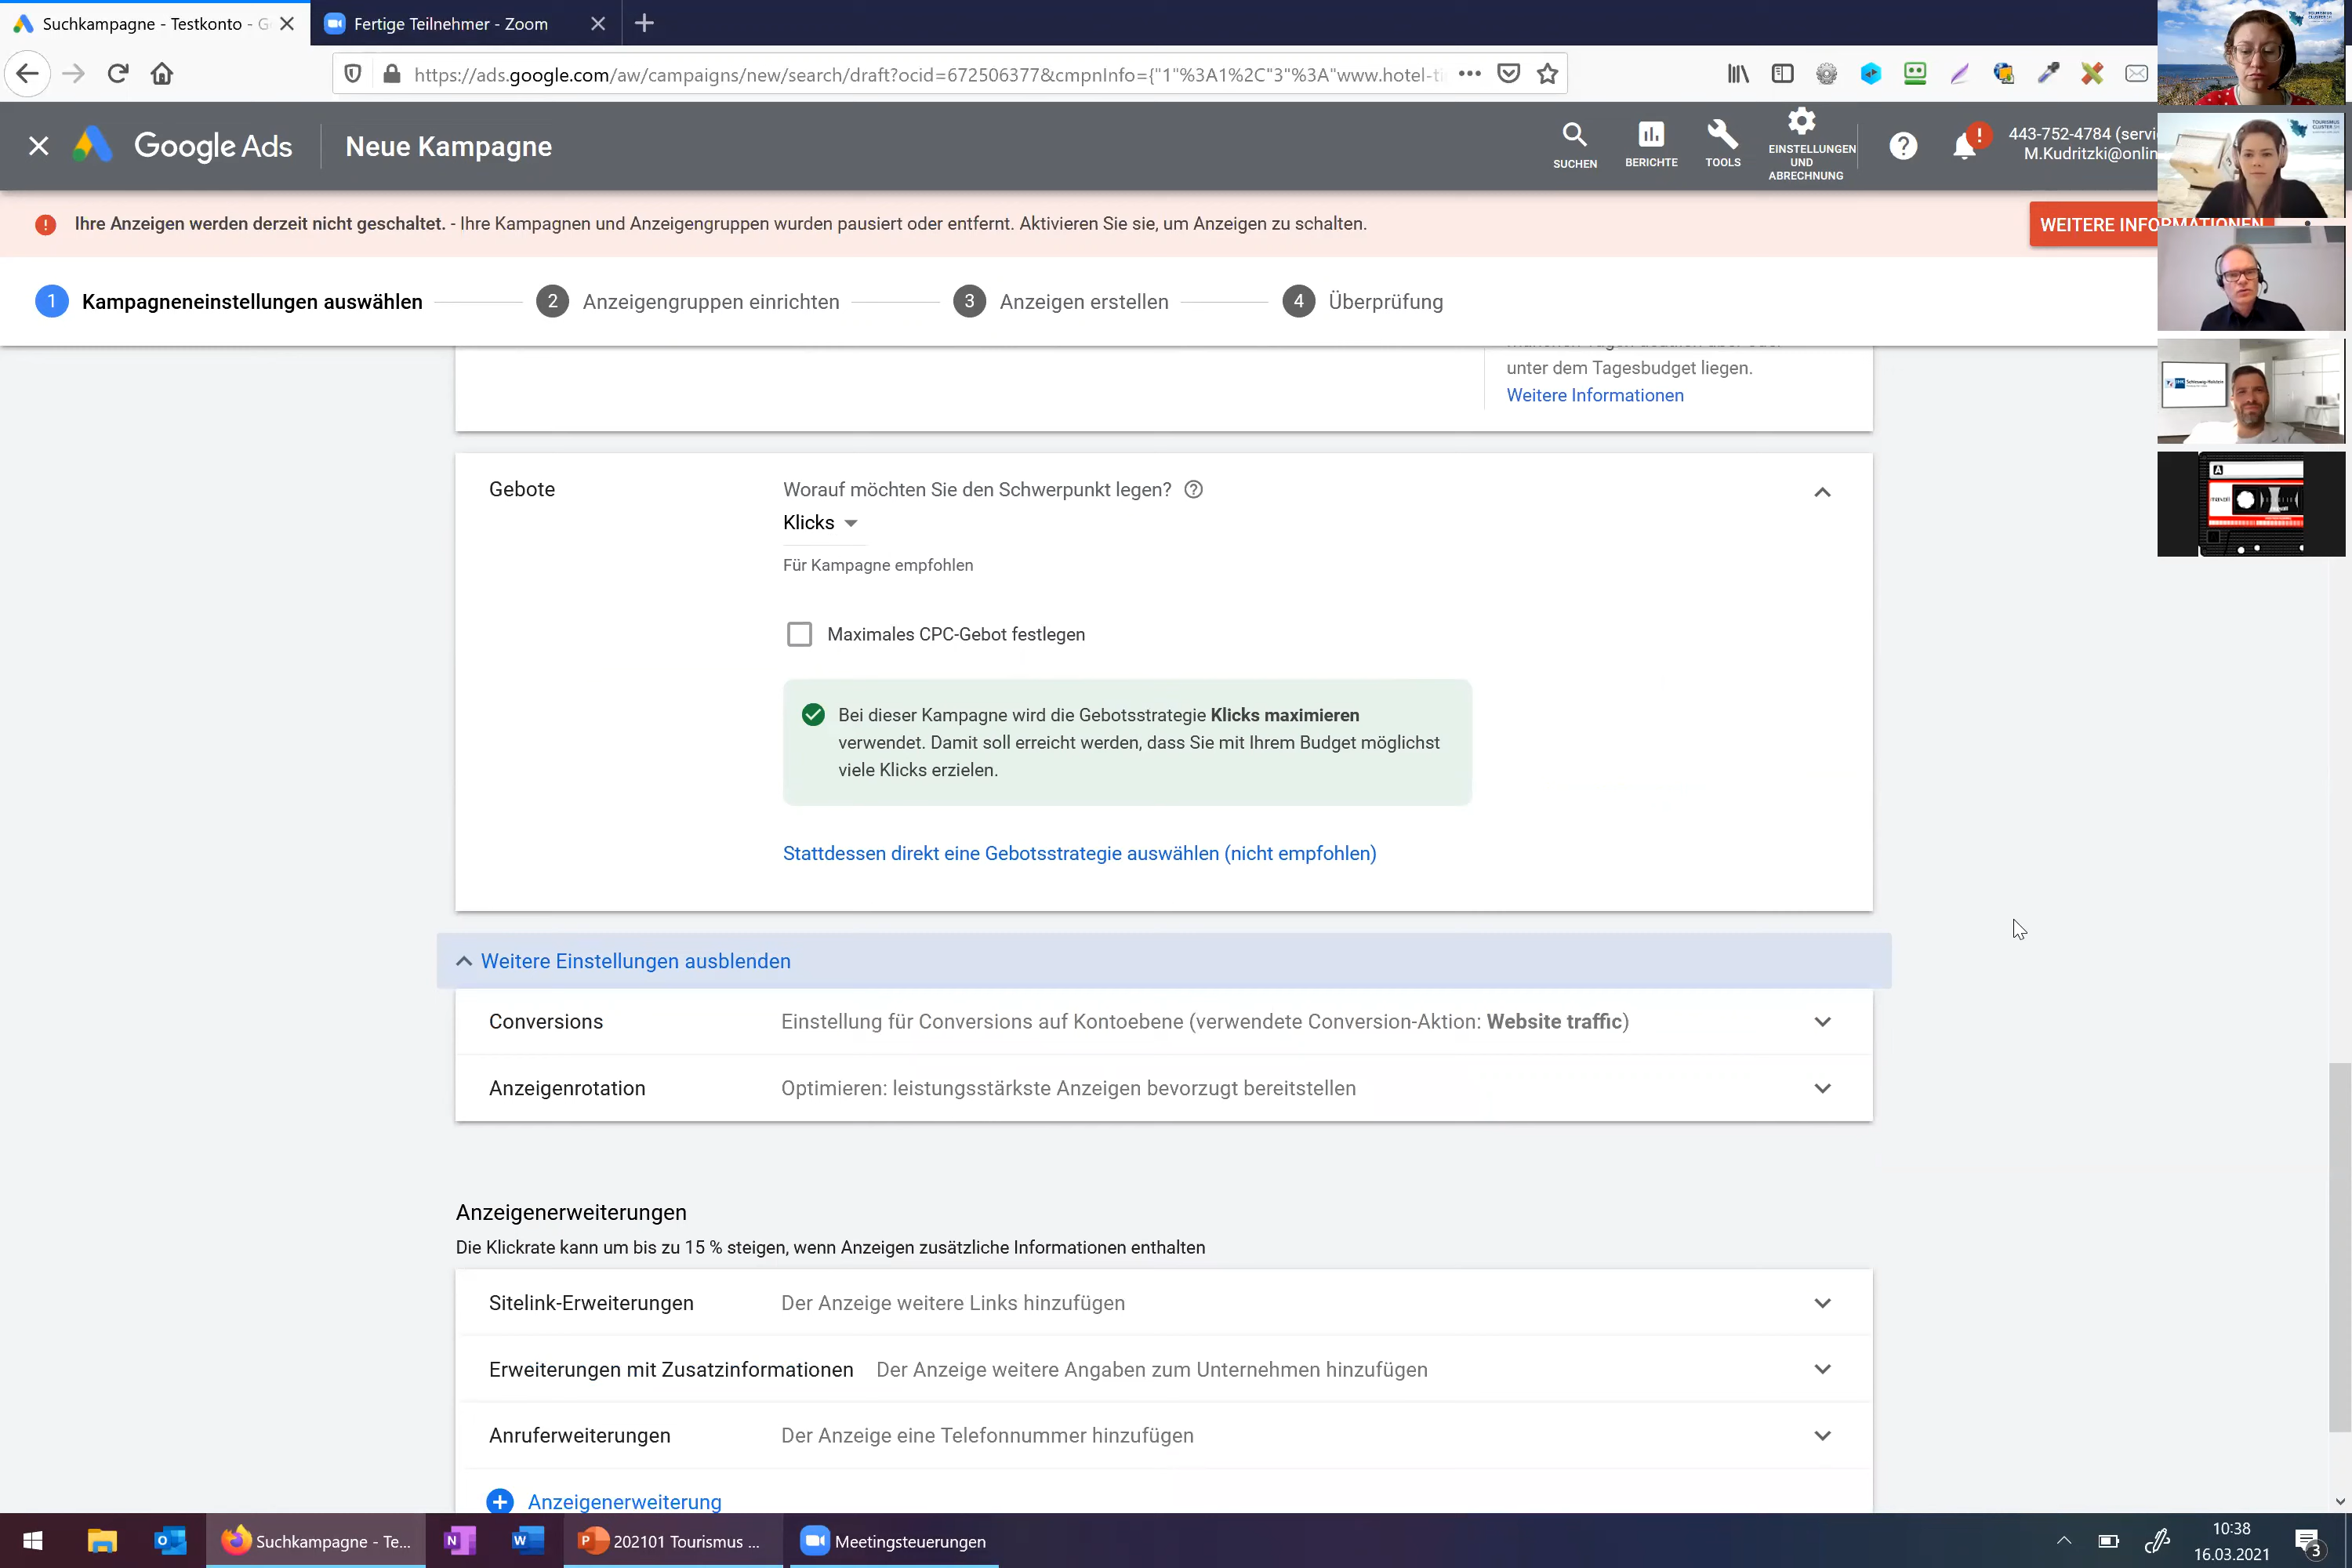 Suchkampagne - Testkonto - G
Fertige Teilnehmer - Zoom
https://ads.google.com/aw/campaigns/new/search/draft?ocid=672506377&cmpnInfo={"1"%3A1%2C"3"%3A"www.hotel-ti
Google Ads
Neue Kampagne
SUCHEN
BERICHTE
TOOLS
EINSTELLUNGEN
UND
ABRECHNUNG
443-752-4784 (servi
M.Kudritzki@onlin
Ihre Anzeigen werden derzeit nicht geschaltet. - Ihre Kampagnen und Anzeigengruppen wurden pausiert oder entfernt. Aktivieren Sie sie, um Anzeigen zu schalten.
WEITERE INFORMATIONEN
1 Kampagneneinstellungen auswählen
2 Anzeigengruppen einrichten
3 Anzeigen erstellen
4 Überprüfung
unter dem Tagesbudget liegen.
Weitere Informationen
Gebote
Worauf möchten Sie den Schwerpunkt legen?
Klicks
Für Kampagne empfohlen
Maximales CPC-Gebot festlegen
Bei dieser Kampagne wird die Gebotsstrategie Klicks maximieren
verwendet. Damit soll erreicht werden, dass Sie mit Ihrem Budget möglichst
viele Klicks erzielen.
Stattdessen direkt eine Gebotsstrategie auswählen (nicht empfohlen)
Weitere Einstellungen ausblenden
Conversions
Einstellung für Conversions auf Kontoebene (verwendete Conversion-Aktion: Website traffic)
Anzeigenrotation
Optimieren: leistungsstärkste Anzeigen bevorzugt bereitstellen
Anzeigenerweiterungen
Die Klickrate kann um bis zu 15 % steigen, wenn Anzeigen zusätzliche Informationen enthalten
Sitelink-Erweiterungen
Der Anzeige weitere Links hinzufügen
Erweiterungen mit Zusatzinformationen
Der Anzeige weitere Angaben zum Unternehmen hinzufügen
Anruferweiterungen
Der Anzeige eine Telefonnummer hinzufügen
Anzeigenerweiterung
Suchkampagne - Te...
202101 Tourismus ...
Meetingsteuerungen
10:38
16.03.2021
3
TOURISMUS
CLUSTER
IHK Schleswig-Holstein
A
maxell